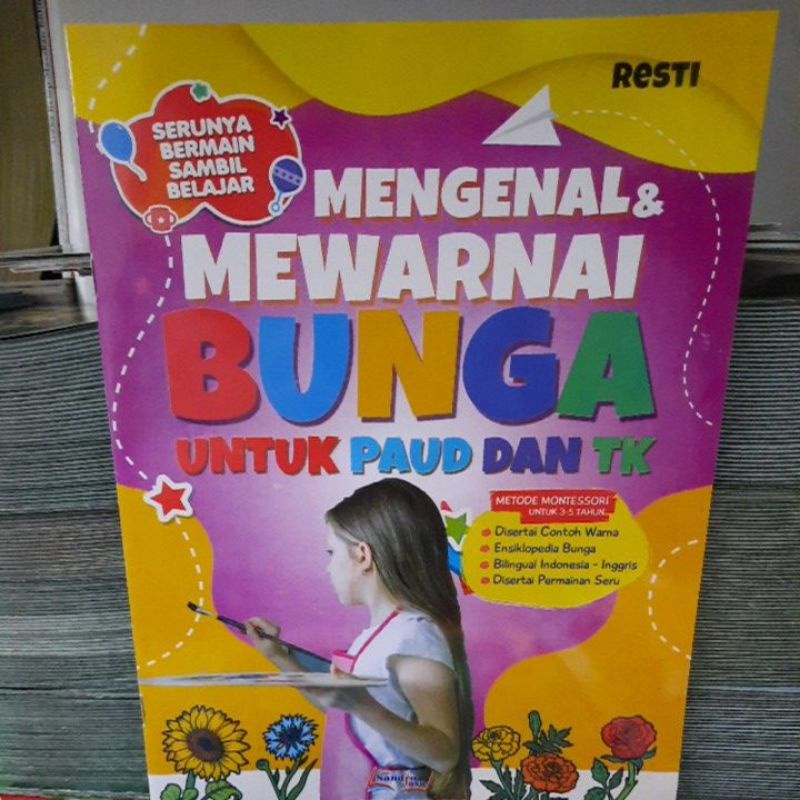 Resti
SERUNYA
BERMAIN
SAMBIL
BELAJAR
MENGENAL &
MEWARNAI
BUNGA
UNTUK PAUD DAN TK
METODE MONTESSORI
UNTUK 3-5 TAHUN
Disertai Contoh Warna
Ensiklopedia Bunga
Bilingual Indonesia - Inggris
Disertai Permainan Seru
Sandro